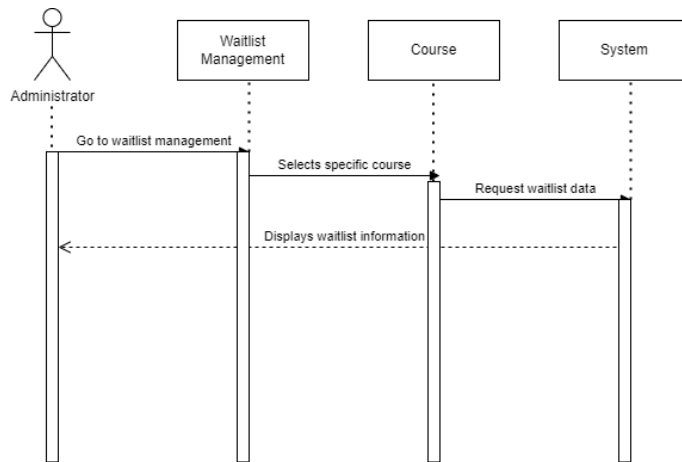 Waitlist
Management
Course
System
Administrator
Go to waitlist management
Selects specific course
Request waitlist data
Displays waitlist information